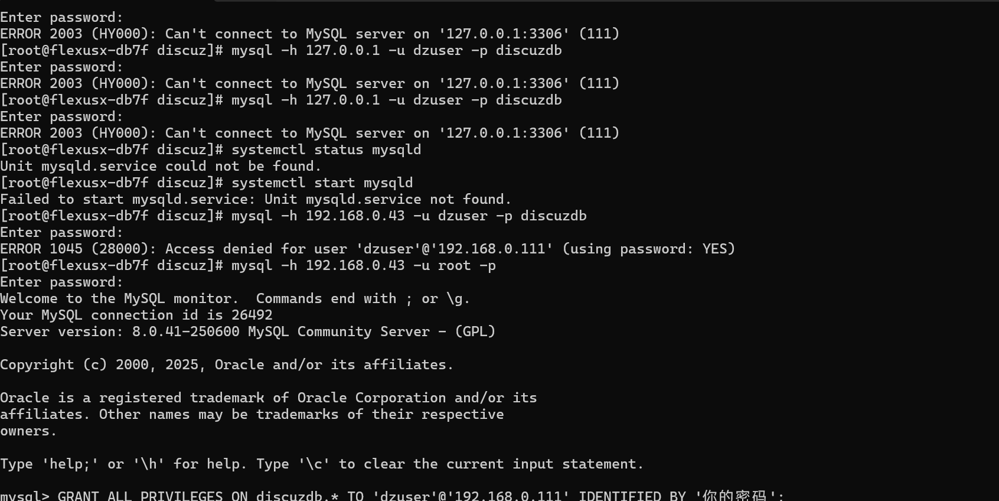 Enter password:
ERROR 2003 (HY000): Can't connect to MySQL server on '127.0.0.1:3306' (111)
[root@flexusx-db7f discuz]# mysql -h 127.0.0.1 -u dzuser -p discuzdb
Enter password:
ERROR 2003 (HY000): Can't connect to MySQL server on '127.0.0.1:3306' (111)
[root@flexusx-db7f discuz]# mysql -h 127.0.0.1 -u dzuser -p discuzdb
Enter password:
ERROR 2003 (HY000): Can't connect to MySQL server on '127.0.0.1:3306' (111)
[root@flexusx-db7f discuz]# systemctl status mysqld
Unit mysqld.service could not be found.
[root@flexusx-db7f discuz]# systemctl start mysqld
Failed to start mysqld.service: Unit mysqld.service not found.
[root@flexusx-db7f discuz]# mysql -h 192.168.0.43 -u dzuser -p discuzdb
Enter password:
ERROR 1045 (28000): Access denied for user 'dzuser'@'192.168.0.111' (using password: YES)
[root@flexusx-db7f discuz]# mysql -h 192.168.0.43 -u root -p
Enter password:
Welcome to the MySQL monitor.  Commands end with ; or \g.
Your MySQL connection id is 26492
Server version: 8.0.41-250600 MySQL Community Server - (GPL)

Copyright (c) 2000, 2025, Oracle and/or its affiliates.

Oracle is a registered trademark of Oracle Corporation and/or its
affiliates. Other names may be trademarks of their respective
owners.

Type 'help;' or '\h' for help. Type '\c' to clear the current input statement.

mysql> GRANT ALL PRIVILEGES ON discuzdb.* TO 'dzuser'@'192.168.0.111' IDENTIFIED BY '你的密码';